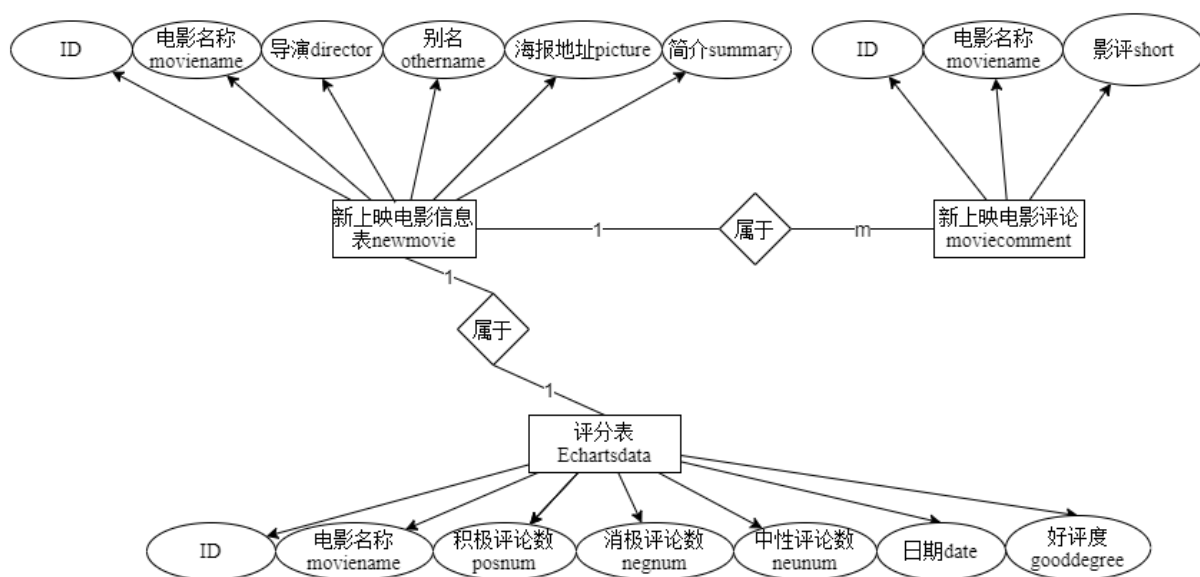 ID
电影名称
moviename
导演director
别名
othername
海报地址picture
简介summary
ID
电影名称
moviename
影评short
新上映电影信息
表newmovie
1
属于
m
新上映电影评论
moviecomment
1
属于
1
评分表
Echartsdata
ID
电影名称
moviename
积极评论数
posnum
消极评论数
negnum
中性评论数
neunum
日期date
好评度
gooddegree